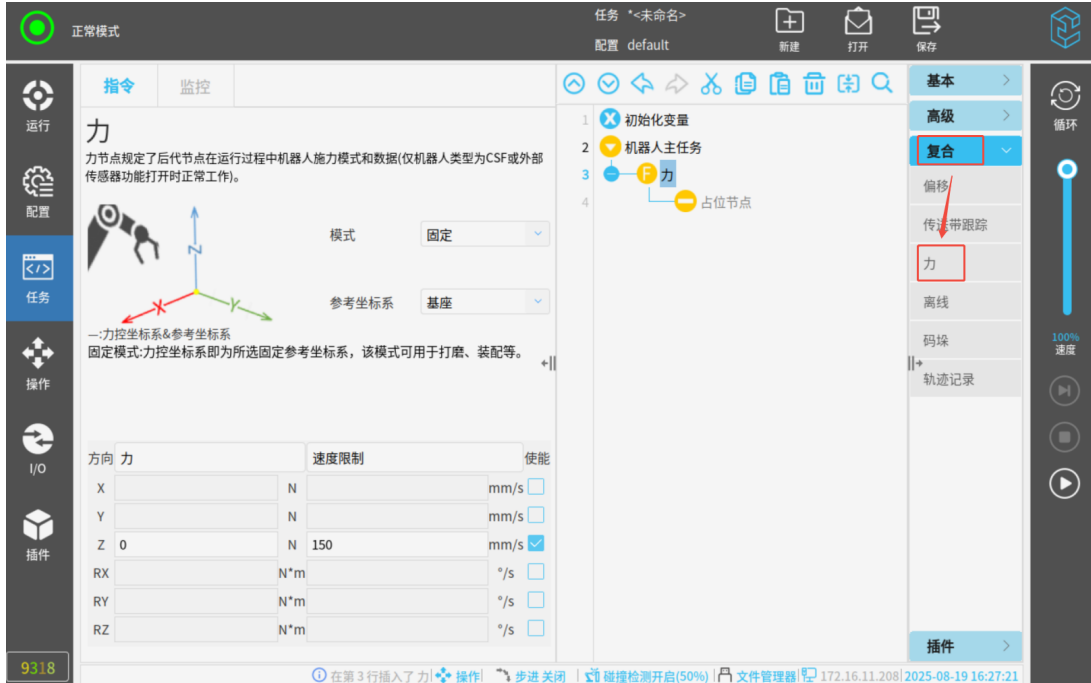 正常模式
任务 *<未命名>
配置 default
新建
打开
保存
运行
配置
任务
操作
I/O
插件
9318
指令
监控
力
力节点规定了后代节点在运行过程中机器人施力模式和数据(仅机器人类型为CSF或外部
传感器功能打开时正常工作)。
Z
X
Y
模式 固定
参考坐标系 基座
—:力控坐标系&参考坐标系
固定模式:力控坐标系即为所选固定参考坐标系，该模式可用于打磨、装配等。
方向 力 速度限制 使能
X N mm/s
Y N mm/s
Z 0 N 150 mm/s
RX N*m °/s
RY N*m °/s
RZ N*m °/s
1 初始化变量
2 机器人主任务
3 F 力
4 占位节点
基本
高级
复合
偏移
传送带跟踪
力
离线
码垛
轨迹记录
插件
循环
100%
速度
在第 3 行插入了 力 操作 步进 关闭 碰撞检测开启(50%) 文件管理器 172.16.11.208 2025-08-19 16:27:21